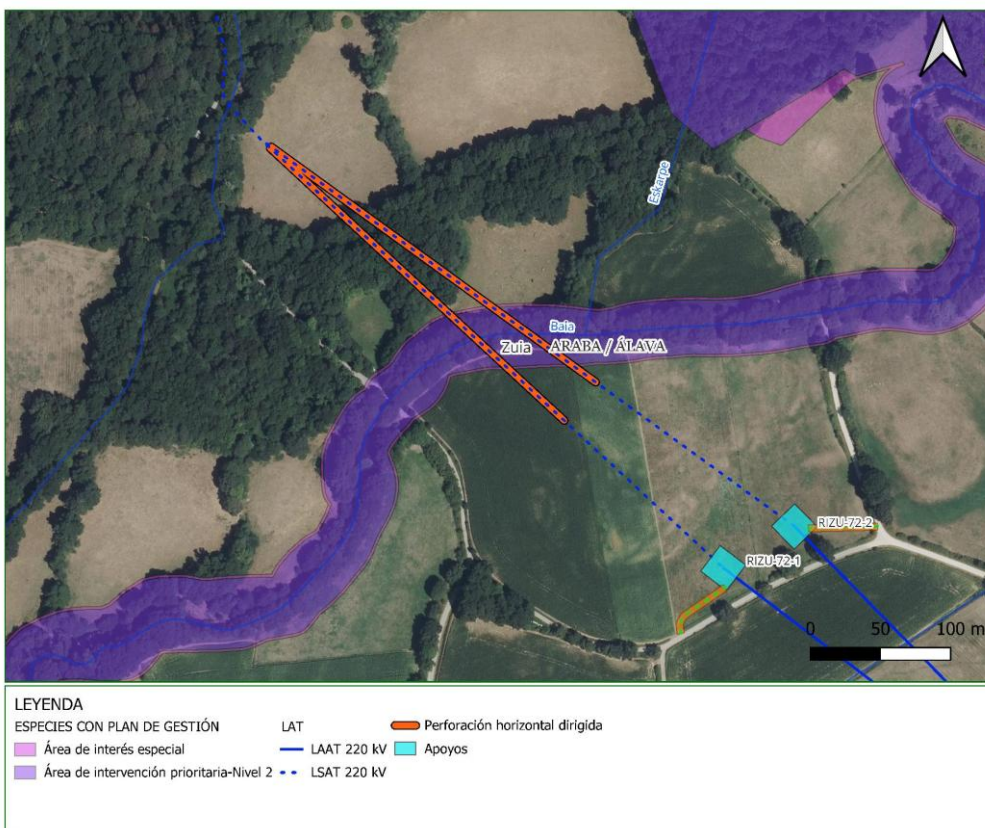 Eskarpe
Baia
Zuia
ARABA / ÁLAVA
RIZU-72-2
RIZU-72-1
0 50 100 m
LEYENDA
ESPECIES CON PLAN DE GESTIÓN
Área de interés especial
Área de intervención prioritaria-Nivel 2
LAT
LAAT 220 kV
LSAT 220 kV
Perforación horizontal dirigida
Apoyos